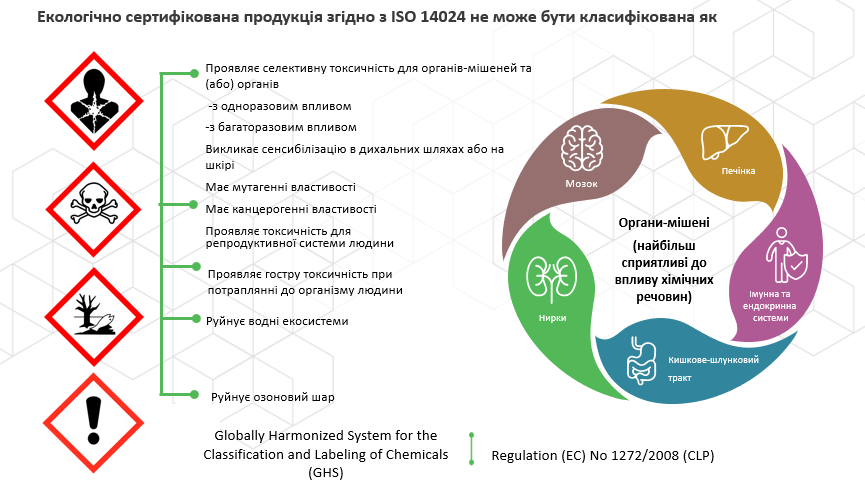 Екологічно сертифікована продукція згідно з ISO 14024 не може бути класифікована як
Проявляє селективну токсичність для органів-мішеней та
(або) органів
-з одноразовим впливом
-з багаторазовим впливом
Викликає сенсибілізацію в дихальних шляхах або на
шкірі
Має мутагенні властивості
Має канцерогенні властивості
Проявляє токсичність для
репродуктивної системи людини
Проявляє гостру токсичність при
потраплянні до організму людини
Руйнує водні екосистеми
Руйнує озоновий шар
Globally Harmonized System for the
Classification and Labeling of Chemicals
(GHS)
Regulation (EC) No 1272/2008 (CLP)
Мозок
Печінка
Органи-мішені
(найбільш
сприятливі до
впливу хімічних
речовин)
Імунна та
ендокринна
системи
Нирки
Кишкове-шлунковий
тракт